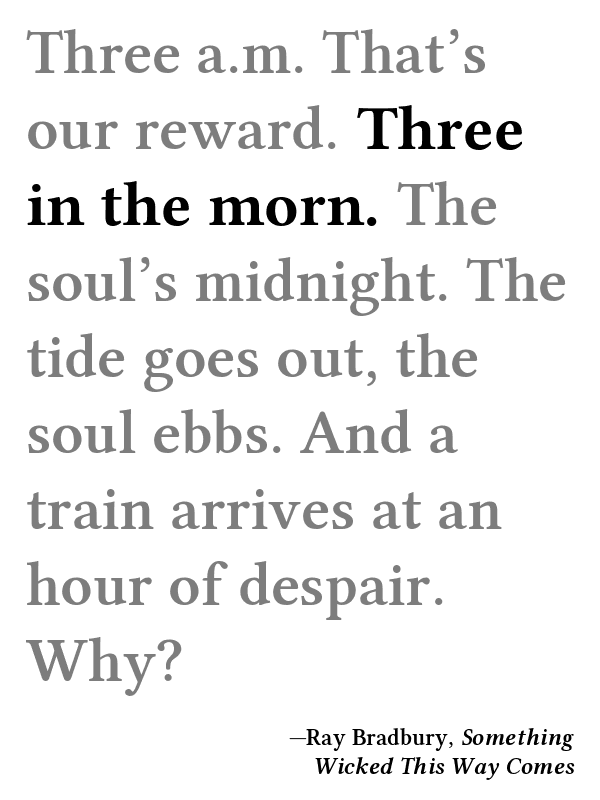 Three a.m. That’s
our reward. Three
in the morn. The
soul’s midnight. The
tide goes out, the
soul ebbs. And a
train arrives at an
hour of despair.
Why?
—Ray Bradbury, Something
Wicked This Way Comes